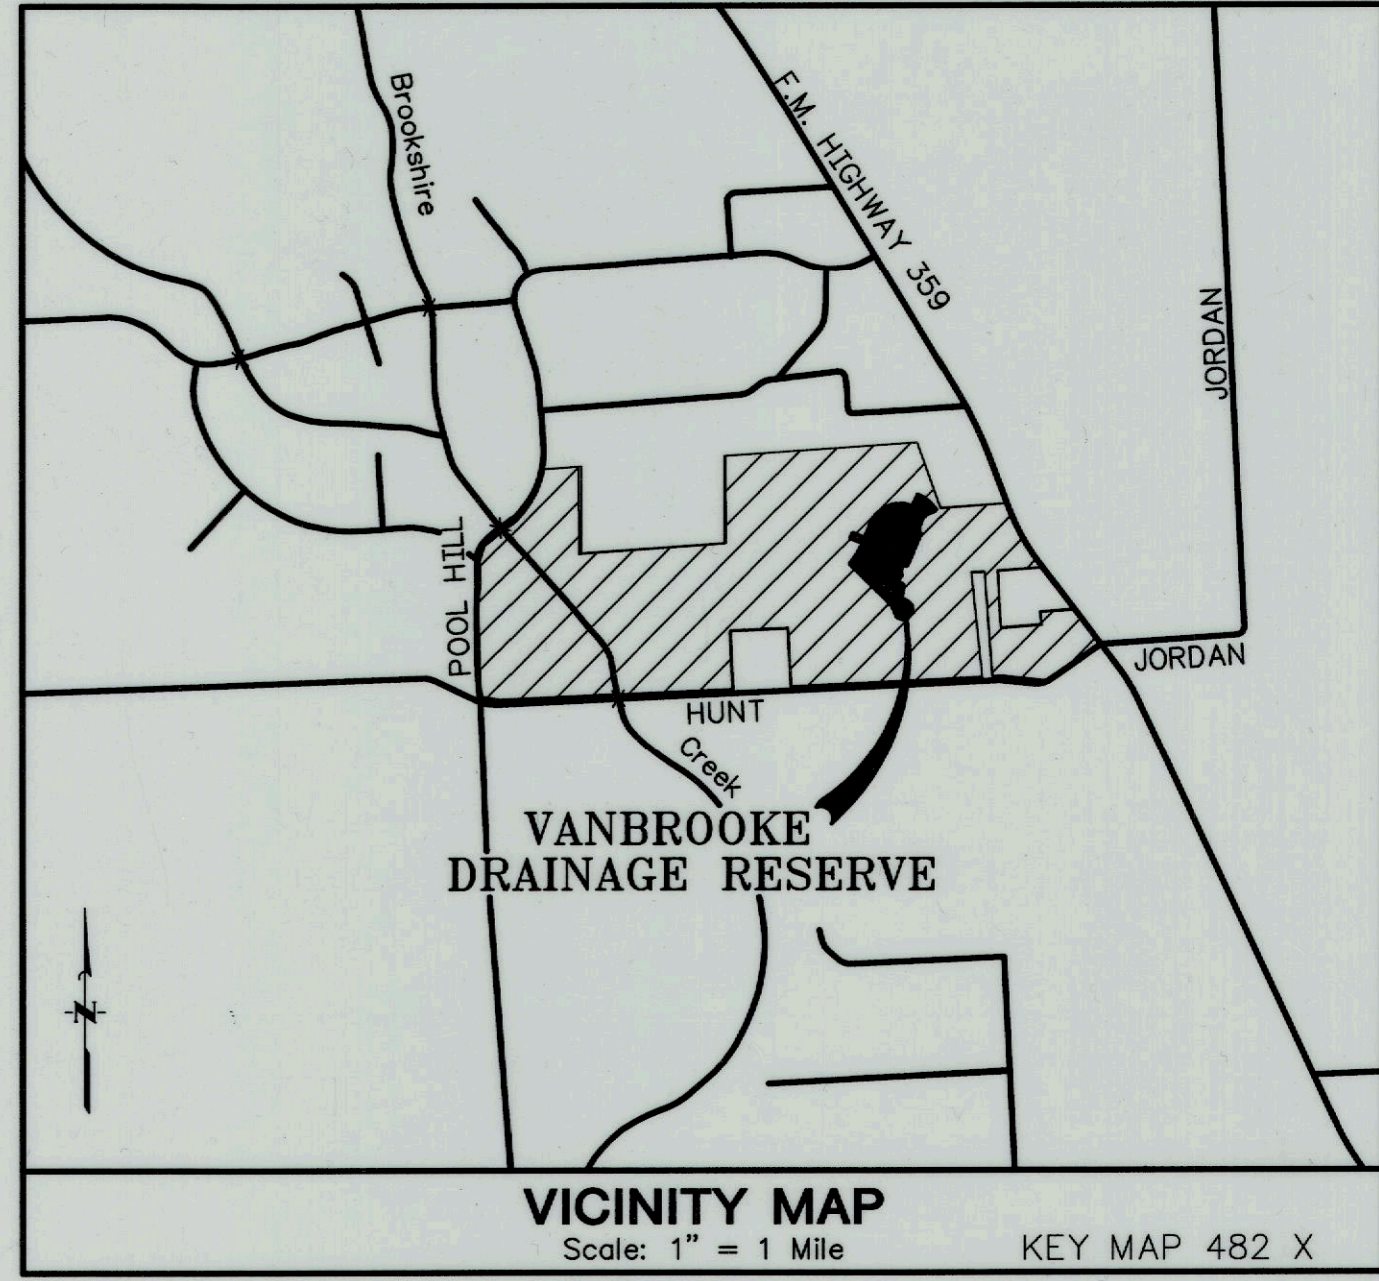 Brookshire
F.M. HIGHWAY 359
JORDAN
POOL HILL
JORDAN
HUNT
Creek
VANBROOKE
DRAINAGE RESERVE
N
VICINITY MAP
Scale: 1" = 1 Mile
KEY MAP 482 X